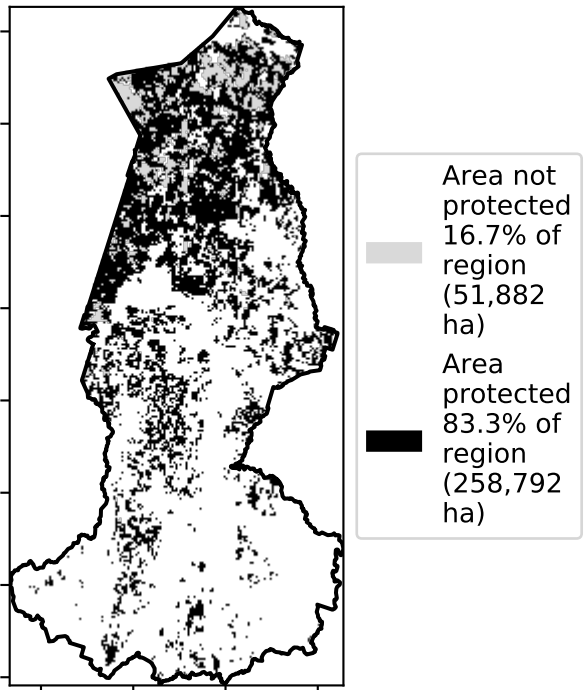 Area not
protected
16.7% of
region
(51,882
ha)
Area
protected
83.3% of
region
(258,792
ha)